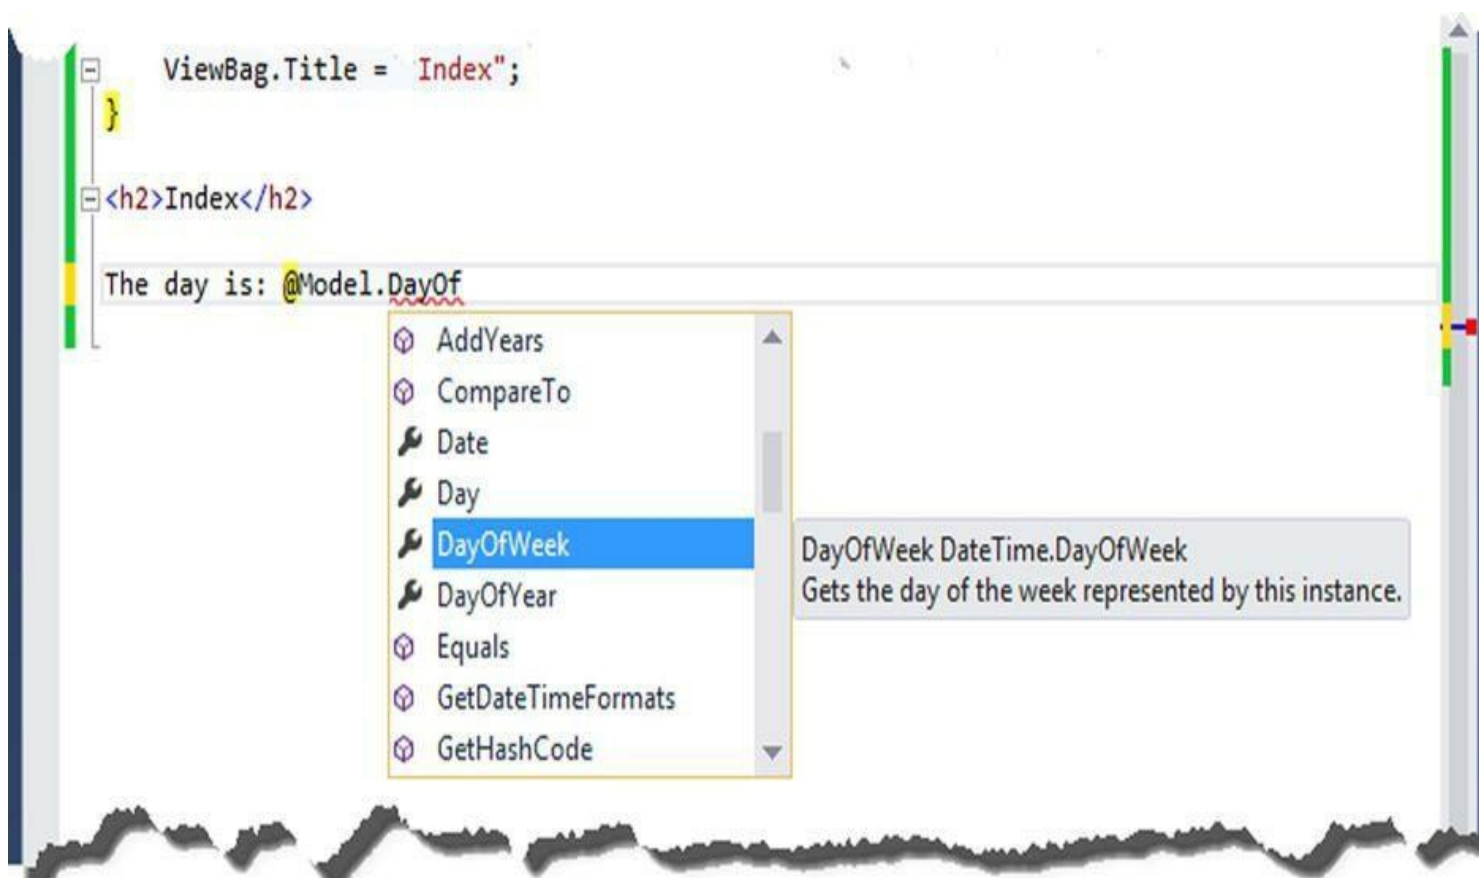 ViewBag.Title = Index";
}
<h2>Index</h2>
The day is: @Model.DayOf
AddYears
CompareTo
Date
Day
DayOfWeek
DayOfYear
Equals
GetDateTimeFormats
GetHashCode
DayOfWeek DateTime.DayOfWeek
Gets the day of the week represented by this instance.